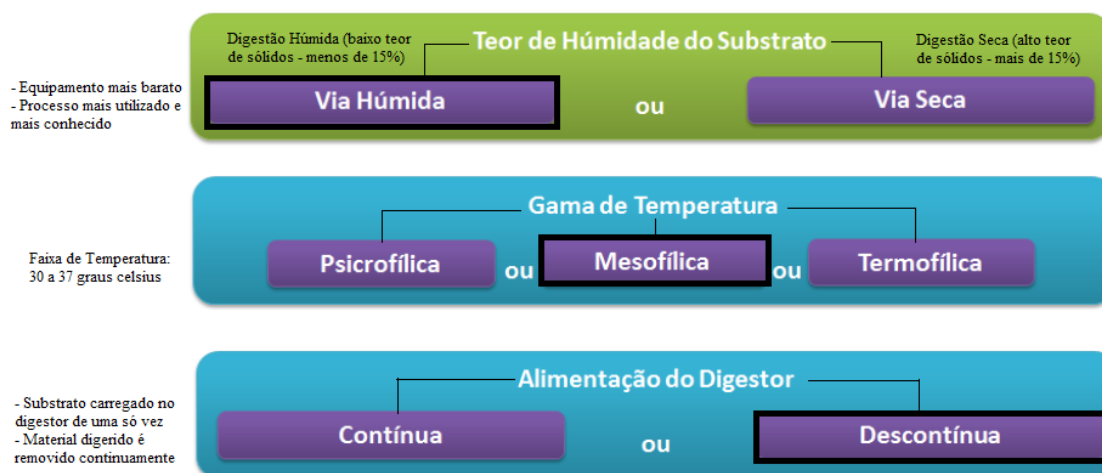 Teor de Húmidade do Substrato
Digestão Húmida (baixo teor
de sólidos - menos de 15%)
Digestão Seca (alto teor
de sólidos - mais de 15%)
- Equipamento mais barato
- Processo mais utilizado e
mais conhecido
Via Húmida
ou
Via Seca
Gama de Temperatura
Faixa de Temperatura:
30 a 37 graus celsius
Psicrofílica
ou
Mesofílica
ou
Termofílica
Alimentação do Digestor
- Substrato carregado no
digestor de uma só vez
- Material digerido é
removido continuamente
Contínua
ou
Descontínua